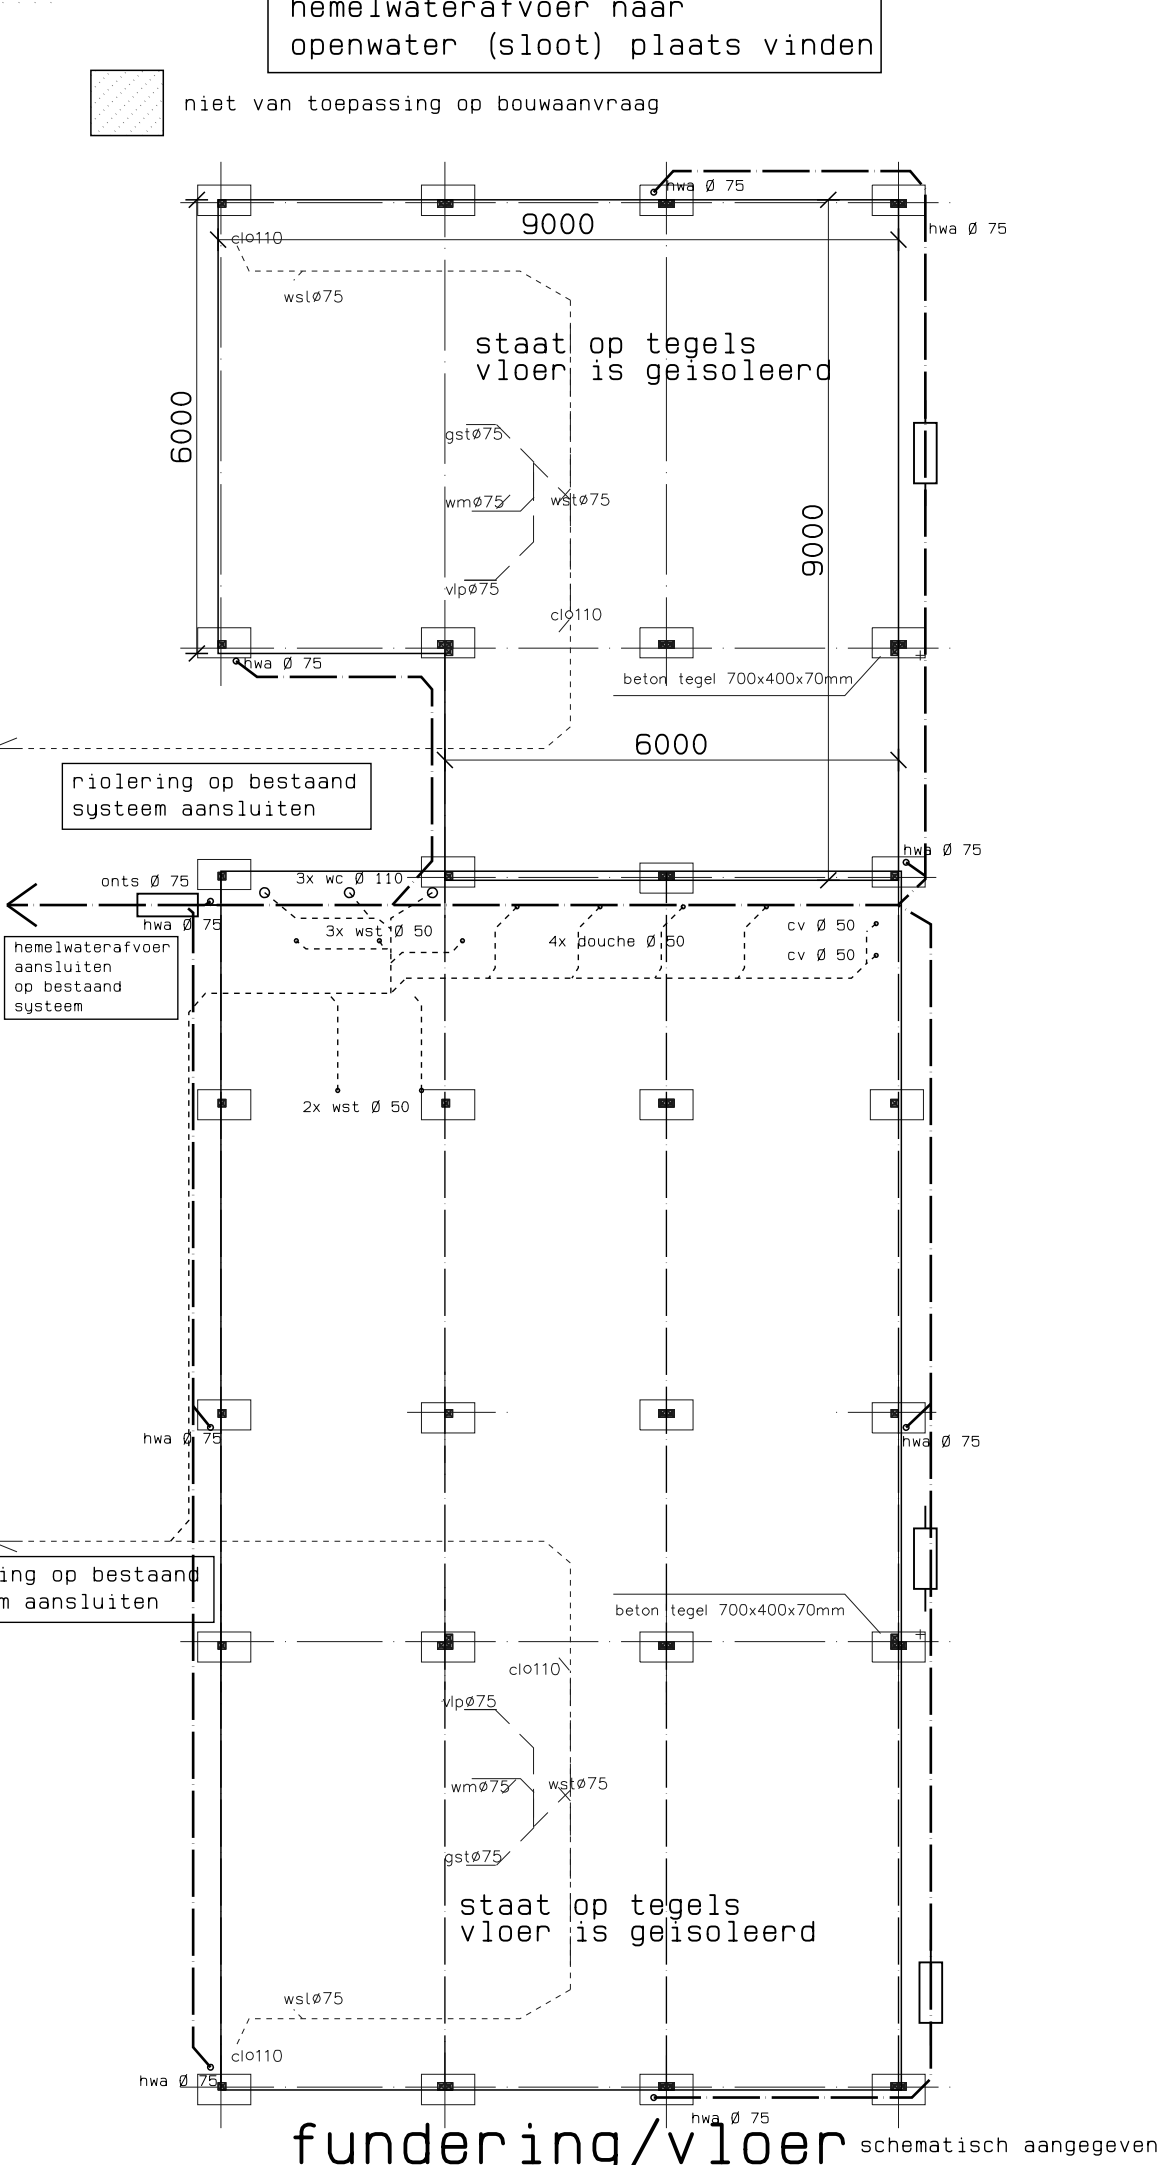 hemelwaterafvoer naar
openwater (sloot) plaats vinden
niet van toepassing op bouwaanvraag
hwa Ø 75
9000
hwa Ø 75
clo110
wslø75
staat op tegels
vloer is geisoleerd
6000
gstø75
wmø75
wstø75
9000
vlpø75
clo110
hwa Ø 75
beton tegel 700x400x70mm
6000
riolering op bestaand
systeem aansluiten
hwa Ø 75
onts Ø 75
3x wc Ø 110
hwa Ø 75
3x wst Ø 50
4x douche Ø 50
cv Ø 50
cv Ø 50
hemelwaterafvoer
aansluiten
op bestaand
systeem
2x wst Ø 50
hwa Ø 75
hwa Ø 75
ing op bestaand
m aansluiten
beton tegel 700x400x70mm
clo110
vlpø75
wmø75
wstø75
gstø75
staat op tegels
vloer is geisoleerd
wslø75
clo110
hwa Ø 75
hwa Ø 75
fundering/vloer schematisch aangegeven